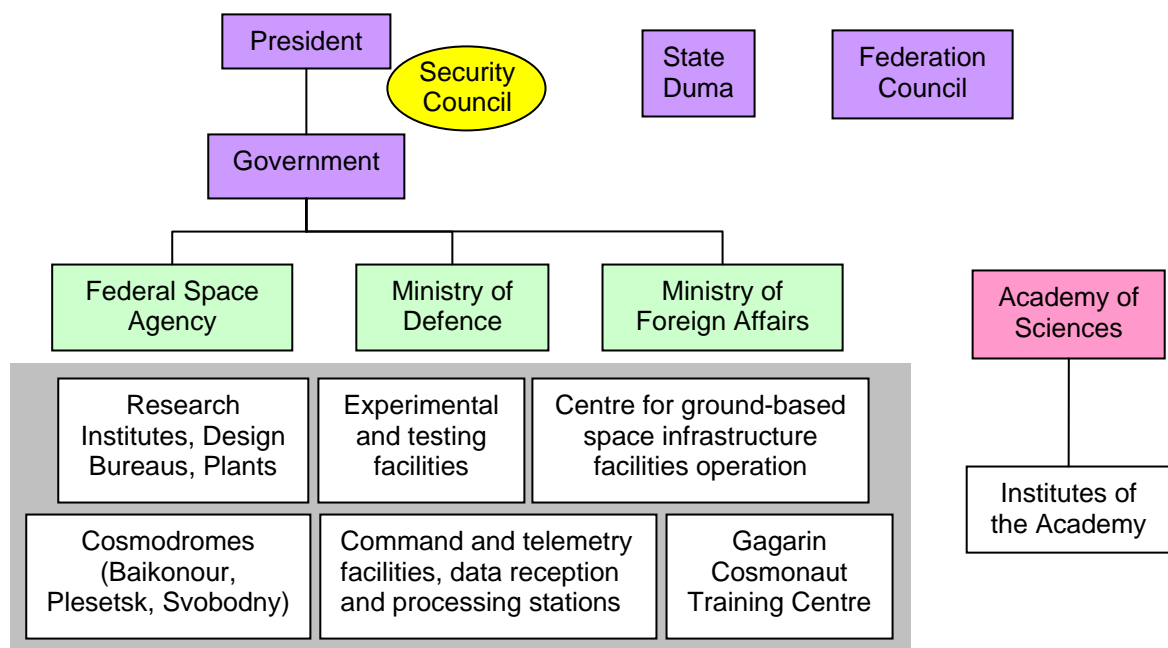 President
Security
Council
State
Duma
Federation
Council
Government
Federal Space
Agency
Ministry of
Defence
Ministry of
Foreign Affairs
Academy of
Sciences
Research
Institutes, Design
Bureaus, Plants
Experimental
and testing
facilities
Centre for ground-based
space infrastructure
facilities operation
Institutes of
the Academy
Cosmodromes
(Baikonour,
Plesetsk, Svobodny)
Command and telemetry
facilities, data reception
and processing stations
Gagarin
Cosmonaut
Training Centre